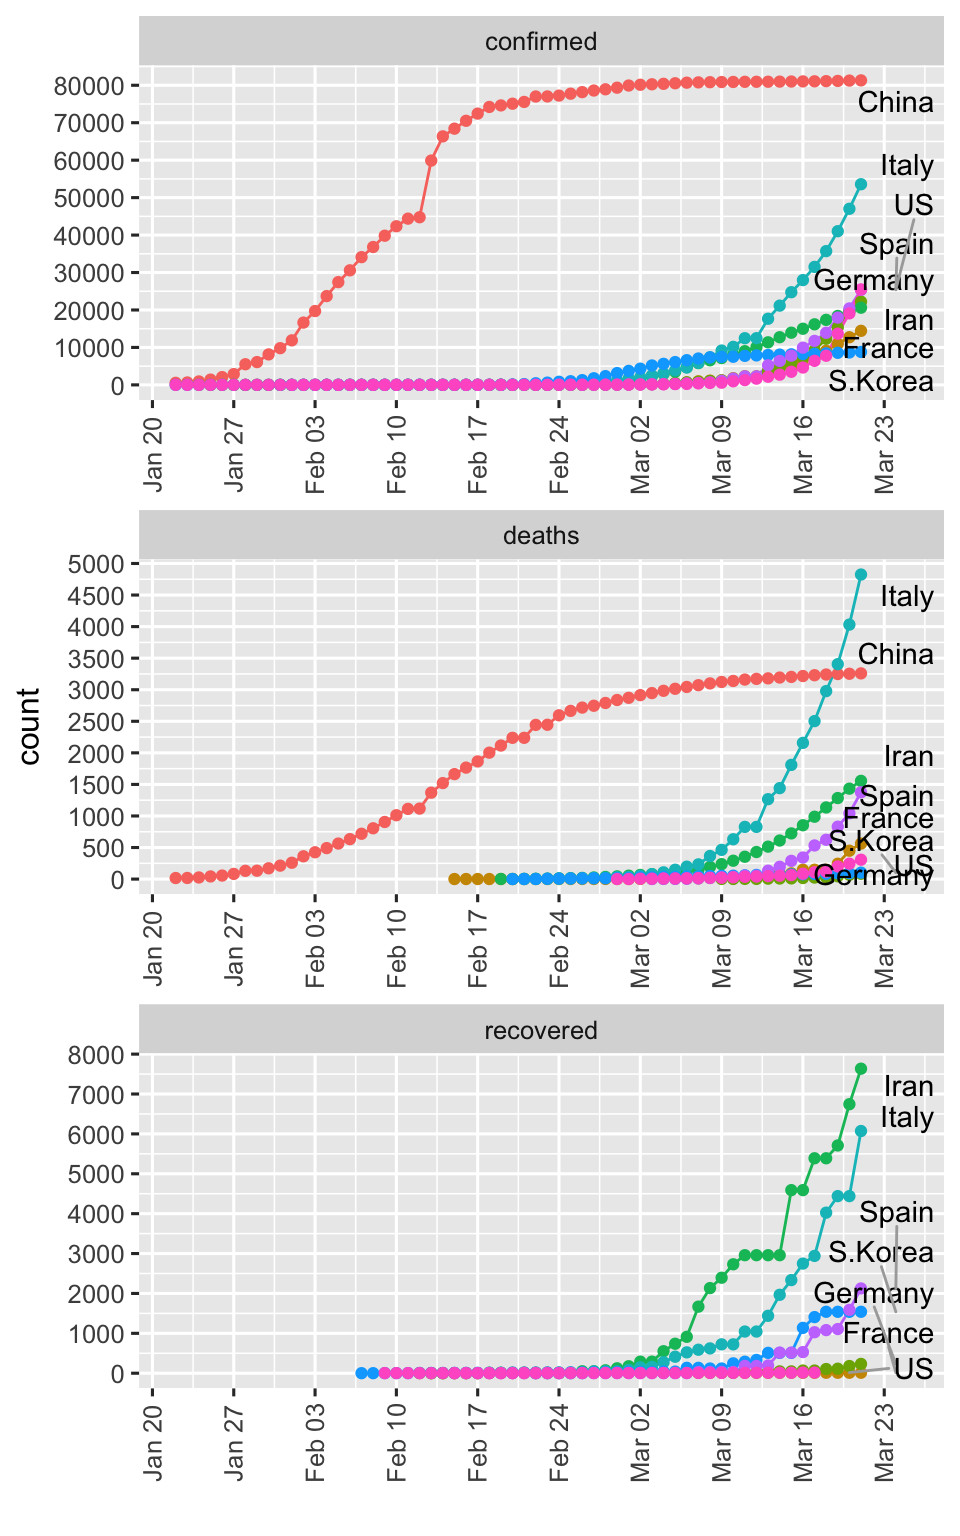 confirmed
80000
70000
60000
50000
40000
30000
20000
10000
0
China
Italy
US
Spain
Germany
Iran
France
S.Korea
Jan 20
Jan 27
Feb 03
Feb 10
Feb 17
Feb 24
Mar 02
Mar 09
Mar 16
Mar 23
count
deaths
5000
4500
4000
3500
3000
2500
2000
1500
1000
500
0
Italy
China
Iran
Spain
France
S.Korea
US
Germany
Jan 20
Jan 27
Feb 03
Feb 10
Feb 17
Feb 24
Mar 02
Mar 09
Mar 16
Mar 23
recovered
8000
7000
6000
5000
4000
3000
2000
1000
0
Iran
Italy
Spain
S.Korea
Germany
France
US
Jan 20
Jan 27
Feb 03
Feb 10
Feb 17
Feb 24
Mar 02
Mar 09
Mar 16
Mar 23